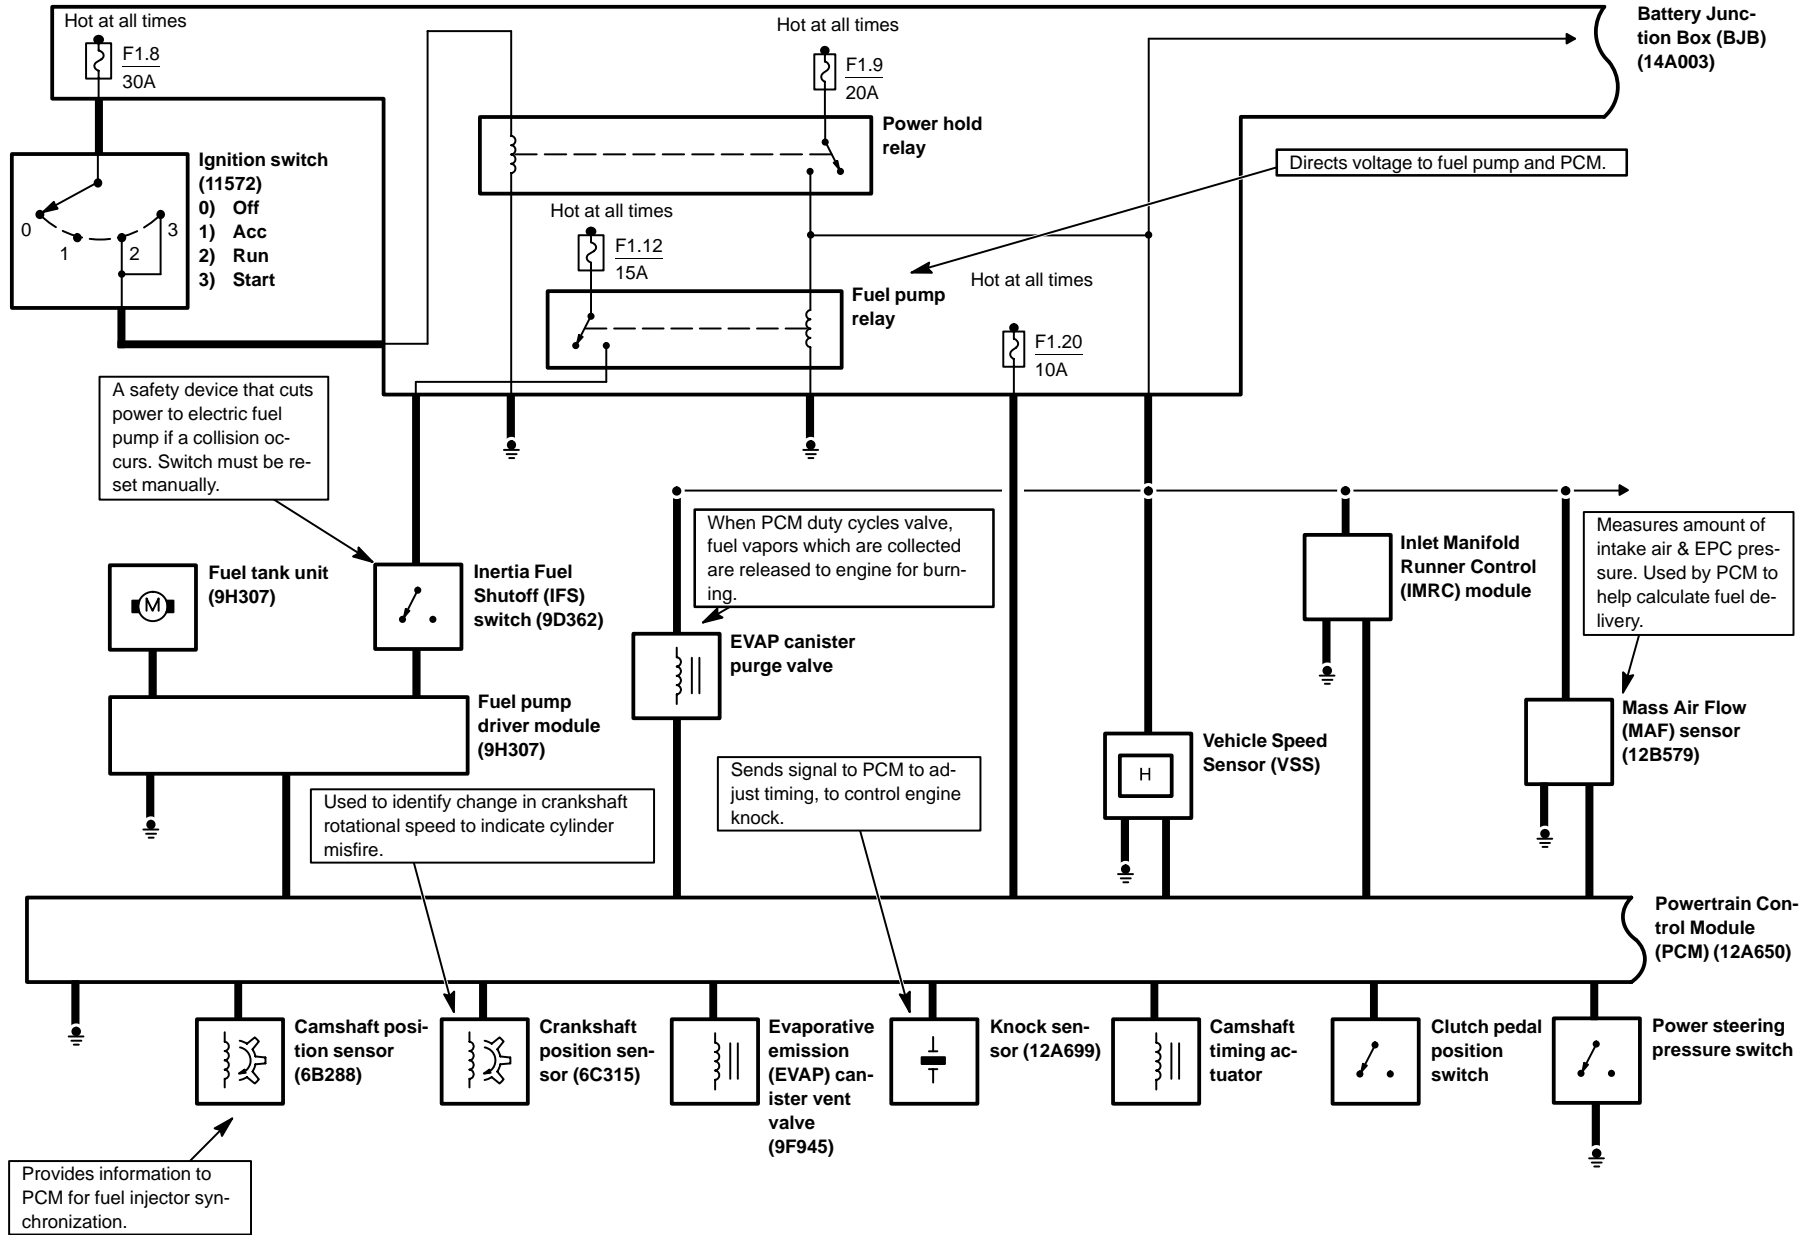 Hot at all times
F1.8
30A
Hot at all times
F1.9
20A
Battery Junc-
tion Box (BJB)
(14A003)
Power hold
relay
Ignition switch
(11572)
0) Off
1) Acc
2) Run
3) Start
0
1
2
3
Directs voltage to fuel pump and PCM.
Hot at all times
F1.12
15A
Fuel pump
relay
Hot at all times
F1.20
10A
A safety device that cuts
power to electric fuel
pump if a collision oc-
curs. Switch must be re-
set manually.
When PCM duty cycles valve,
fuel vapors which are collected
are released to engine for burn-
ing.
Measures amount of
intake air & EPC pres-
sure. Used by PCM to
help calculate fuel de-
livery.
Fuel tank unit
(9H307)
M
Inertia Fuel
Shutoff (IFS)
switch (9D362)
Inlet Manifold
Runner Control
(IMRC) module
EVAP canister
purge valve
Fuel pump
driver module
(9H307)
Mass Air Flow
(MAF) sensor
(12B579)
Vehicle Speed
Sensor (VSS)
H
Used to identify change in crankshaft
rotational speed to indicate cylinder
misfire.
Sends signal to PCM to ad-
just timing, to control engine
knock.
Powertrain Con-
trol Module
(PCM) (12A650)
Camshaft posi-
tion sensor
(6B288)
Crankshaft
position sen-
sor (6C315)
Evaporative
emission
(EVAP) can-
ister vent
valve
(9F945)
Knock sen-
sor (12A699)
Camshaft
timing ac-
tuator
Clutch pedal
position
switch
Power steering
pressure switch
Provides information to
PCM for fuel injector syn-
chronization.